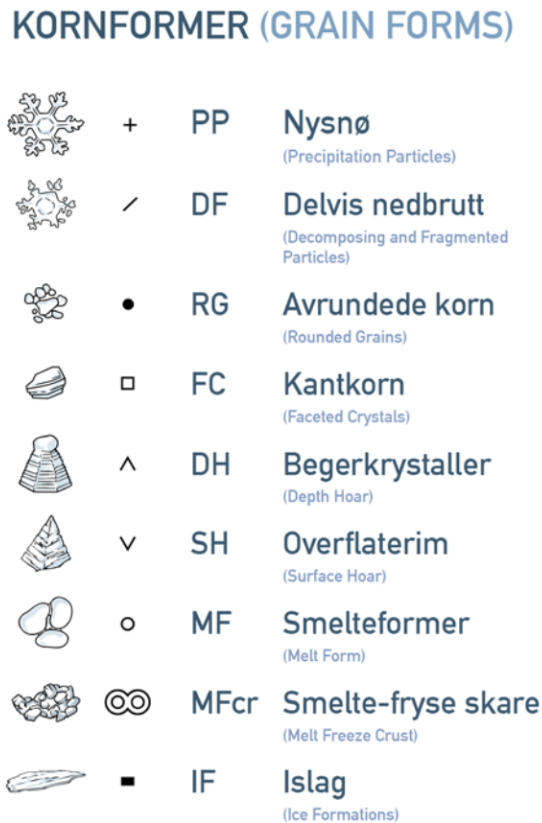 KORNFORMER (GRAIN FORMS)
+ PP Nysnø
(Precipitation Particles)
/ DF Delvis nedbrutt
(Decomposing and Fragmented
Particles)
● RG Avrundede korn
(Rounded Grains)
□ FC Kantkorn
(Faceted Crystals)
∧ DH Begerkrystaller
(Depth Hoar)
∨ SH Overflaterim
(Surface Hoar)
○ MF Smelteformer
(Melt Form)
MFcr Smelte-fryse skare
(Melt Freeze Crust)
■ IF Islag
(Ice Formations)